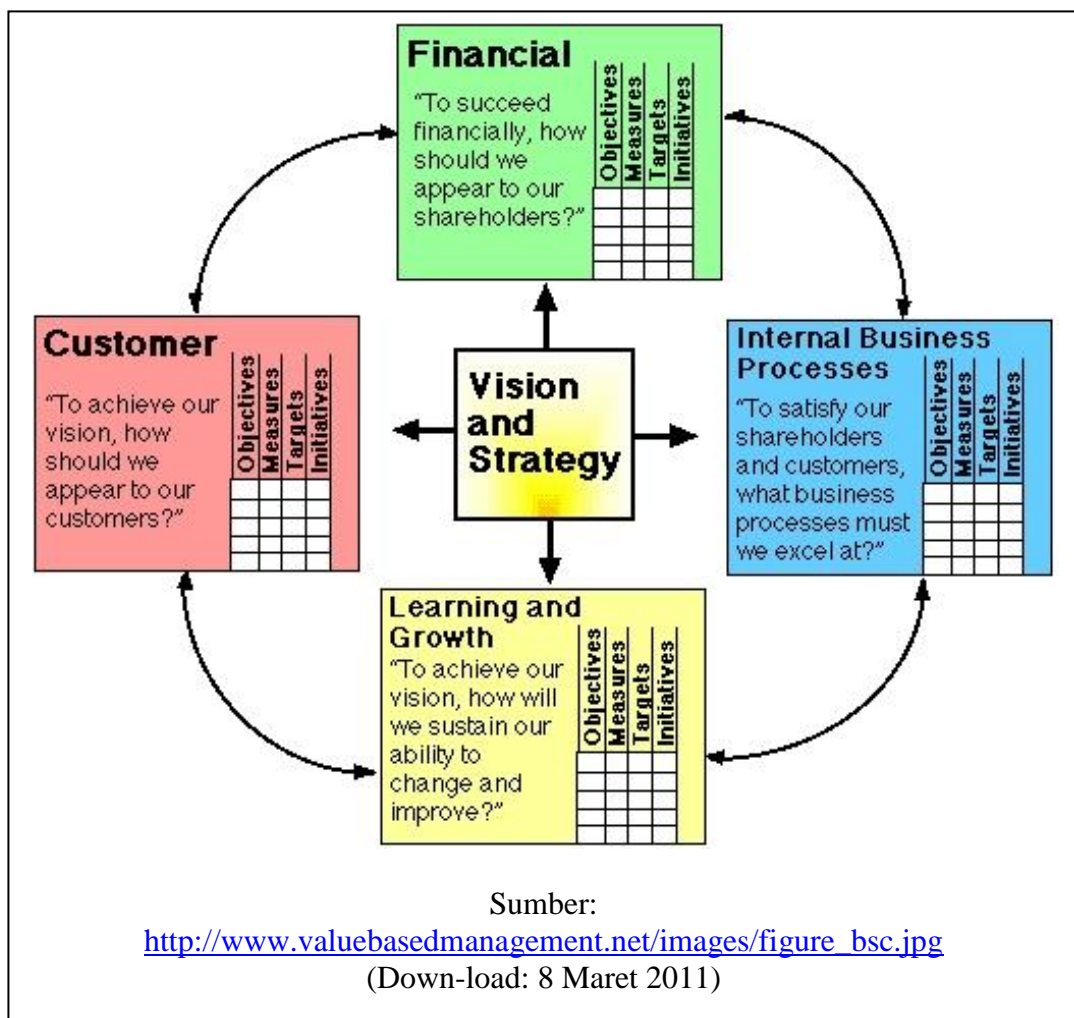 Financial
“To succeed
financially, how
should we
appear to our
shareholders?”
Objectives
Measures
Targets
Initiatives
Customer
“To achieve our
vision, how
should we
appear to our
customers?”
Objectives
Measures
Targets
Initiatives
Vision
and
Strategy
Internal Business
Processes
“To satisfy our
shareholders
and customers,
what business
processes must
we excel at?”
Objectives
Measures
Targets
Initiatives
Learning and
Growth
“To achieve our
vision, how will
we sustain our
ability to
change and
improve?”
Objectives
Measures
Targets
Initiatives
Sumber:
http://www.valuebasedmanagement.net/images/figure_bsc.jpg
(Down-load: 8 Maret 2011)